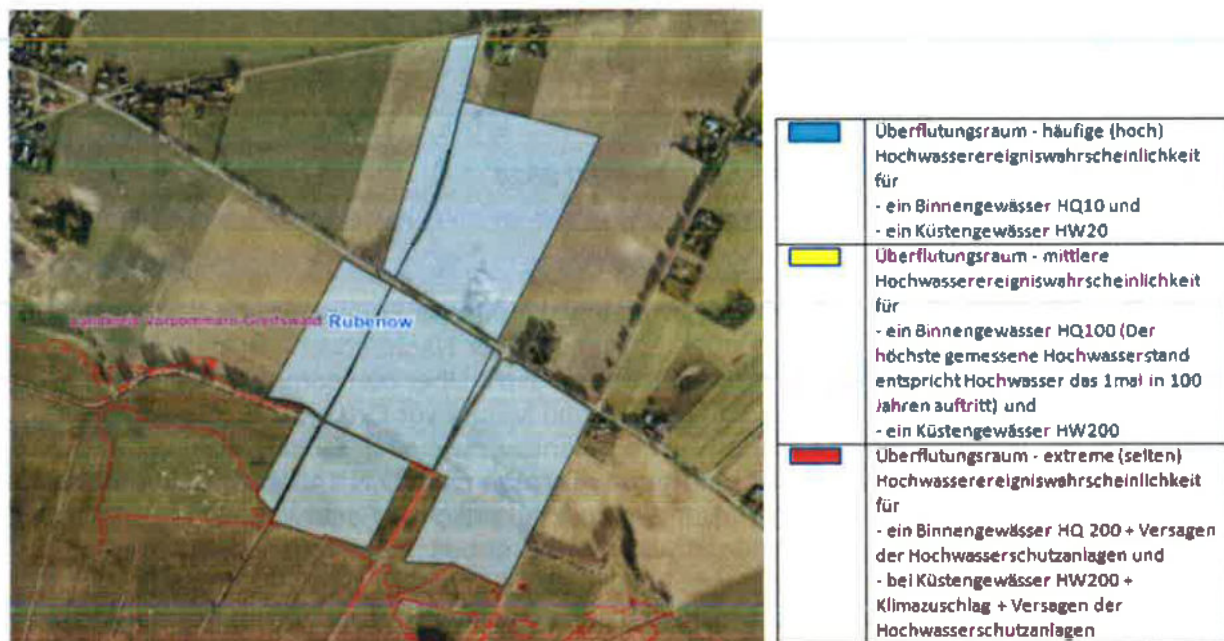 Landkreis Vorpommern-Greifswald Rubenow
Überflutungsraum - häufige (hoch)
Hochwasserereigniswahrscheinlichkeit
für
- ein Binnengewässer HQ10 und
- ein Küstengewässer HW20
Überflutungsraum - mittlere
Hochwasserereigniswahrscheinlichkeit
für
- ein Binnengewässer HQ100 (Der
höchste gemessene Hochwasserstand
entspricht Hochwasser das 1mal in 100
Jahren auftritt) und
- ein Küstengewässer HW200
Überflutungsraum - extreme (selten)
Hochwasserereigniswahrscheinlichkeit
für
- ein Binnengewässer HQ 200 + Versagen
der Hochwasserschutzanlagen und
- bei Küstengewässer HW200 +
Klimazuschlag + Versagen der
Hochwasserschutzanlagen